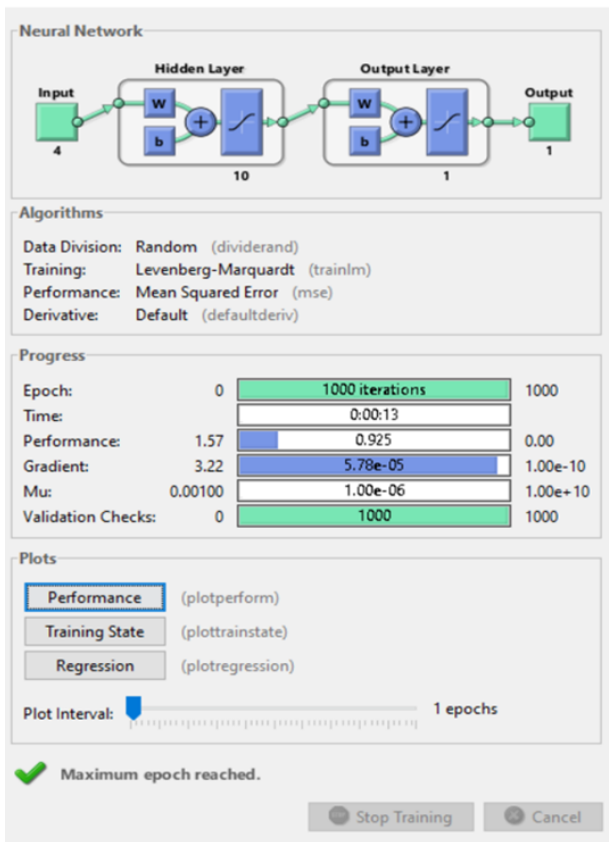 Neural Network
Hidden Layer Output Layer
Input Output
W W
b b
4 1
10 1
Algorithms
Data Division: Random (dividerand)
Training: Levenberg-Marquardt (trainlm)
Performance: Mean Squared Error (mse)
Derivative: Default (defaultderiv)
Progress
Epoch: 0 1000 iterations 1000
Time: 0:00:13
Performance: 1.57 0.925 0.00
Gradient: 3.22 5.78e-05 1.00e-10
Mu: 0.00100 1.00e-06 1.00e+10
Validation Checks: 0 1000 1000
Plots
Performance (plotperform)
Training State (plottrainstate)
Regression (plotregression)
Plot Interval: 1 epochs
Maximum epoch reached.
Stop Training Cancel